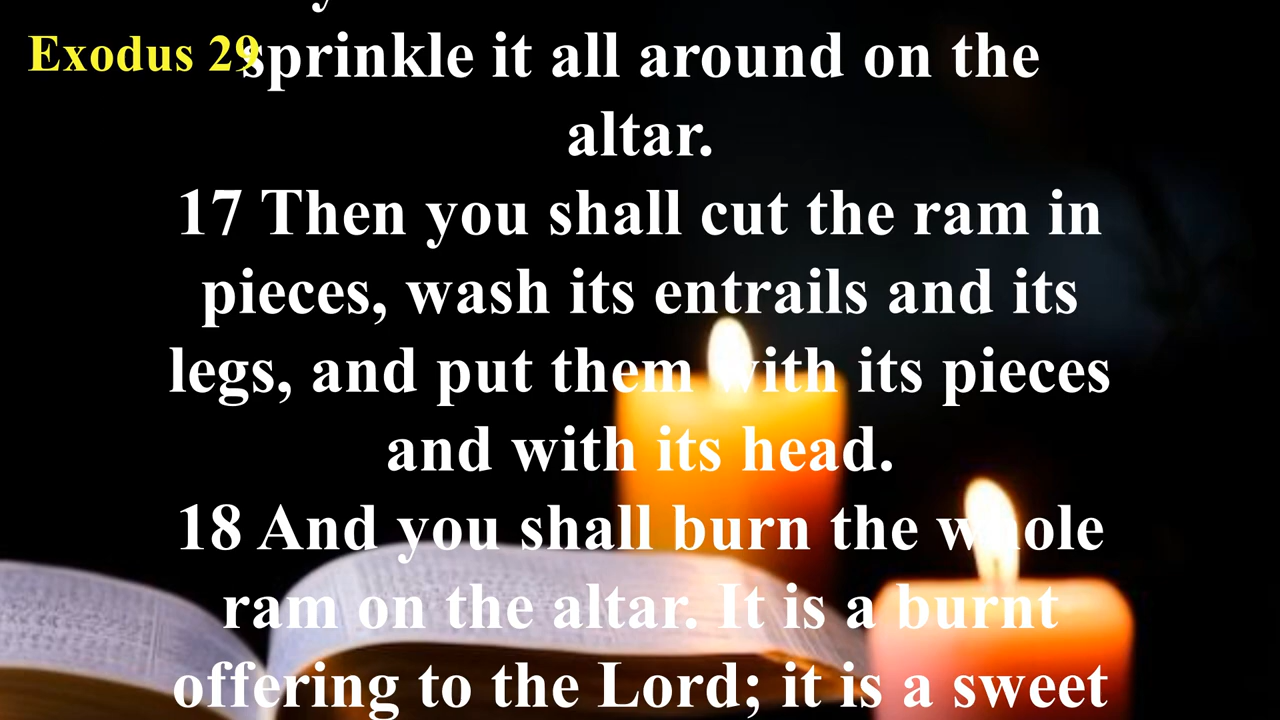 Exodus 29
sprinkle it all around on the
altar.
17 Then you shall cut the ram in
pieces, wash its entrails and its
legs, and put them with its pieces
and with its head.
18 And you shall burn the whole
ram on the altar. It is a burnt
offering to the Lord; it is a sweet